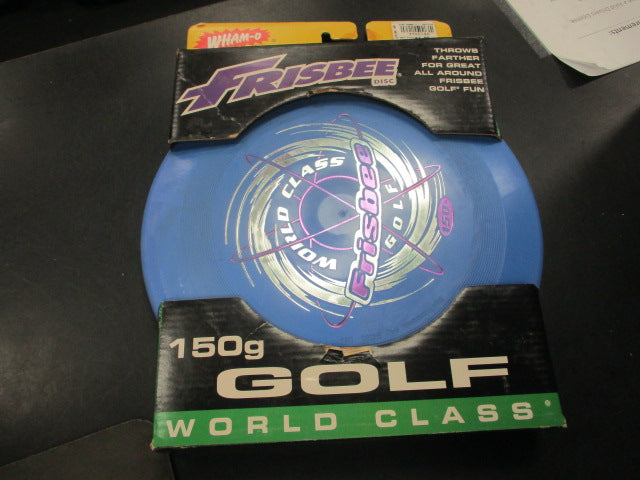 WHAM-O
FRISBEE
DISC
THROWS
FARTHER
FOR GREAT
ALL AROUND
FRISBEE
GOLF FUN
WORLD CLASS
Frisbee
GOLF
150g
150g
GOLF
WORLD CLASS®